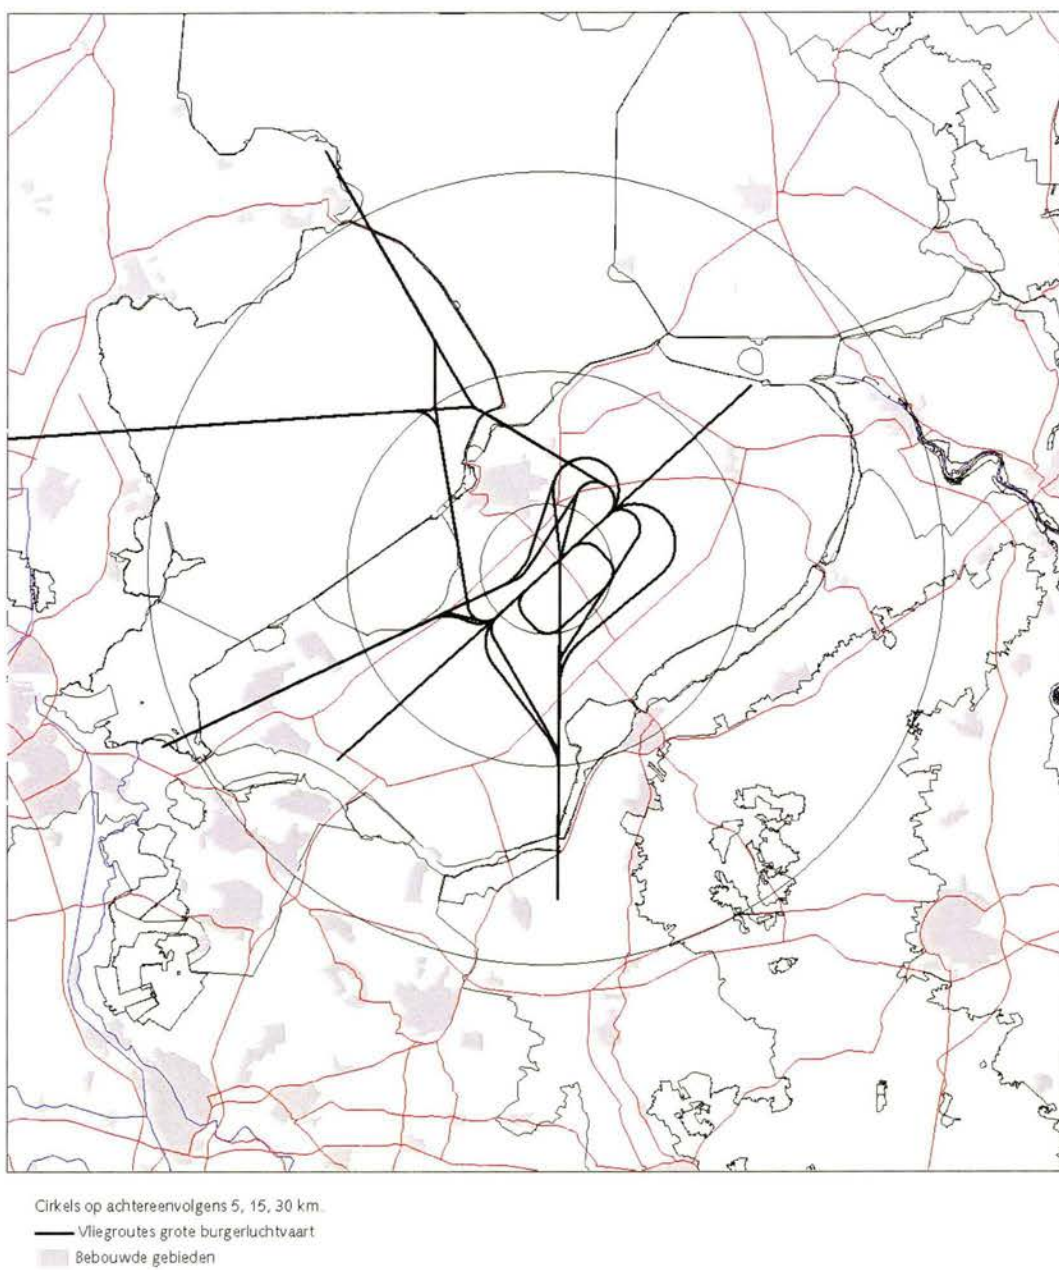 Cirkels op achtereenvolgens 5, 15, 30 km.
Vliegroutes grote burgerluchtvaart
Bebouwde gebieden